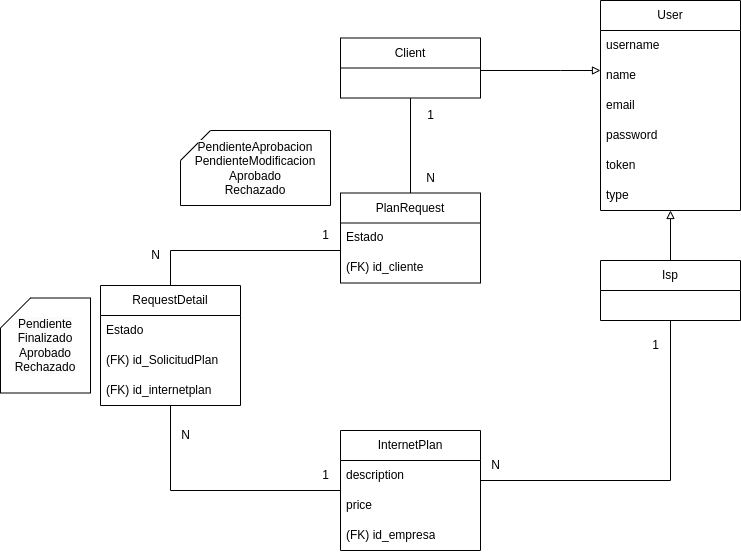 User
username
name
email
password
token
type
Client
1
N
PendienteAprobacion
PendienteModificacion
Aprobado
Rechazado
PlanRequest
Estado
(FK) id_cliente
1
N
RequestDetail
Estado
(FK) id_SolicitudPlan
(FK) id_internetplan
Pendiente
Finalizado
Aprobado
Rechazado
Isp
1
N
N
1
InternetPlan
description
price
(FK) id_empresa